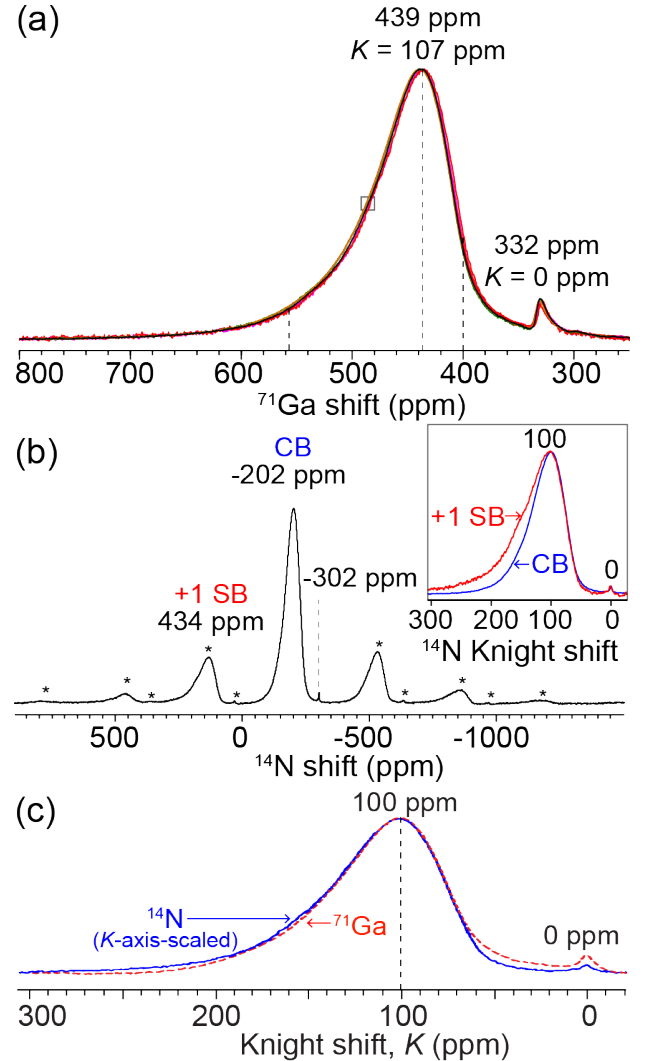 (a)
439 ppm
K = 107 ppm
332 ppm
K = 0 ppm
800 700 600 500 400 300
⁷¹Ga shift (ppm)
(b)
CB
-202 ppm
+1 SB
434 ppm
-302 ppm
* * * * * * * * *
100
+1 SB
CB
0
300 200 100 0
¹⁴N Knight shift
500 0 -500 -1000
¹⁴N shift (ppm)
(c)
100 ppm
¹⁴N
(K-axis-scaled)
⁷¹Ga
0 ppm
300 200 100 0
Knight shift, K (ppm)